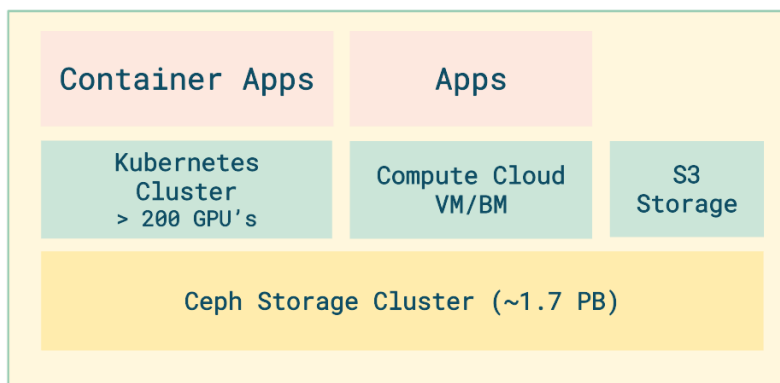 Container Apps
Apps
Kubernetes
Cluster
> 200 GPU's
Compute Cloud
VM/BM
S3
Storage
Ceph Storage Cluster (~1.7 PB)